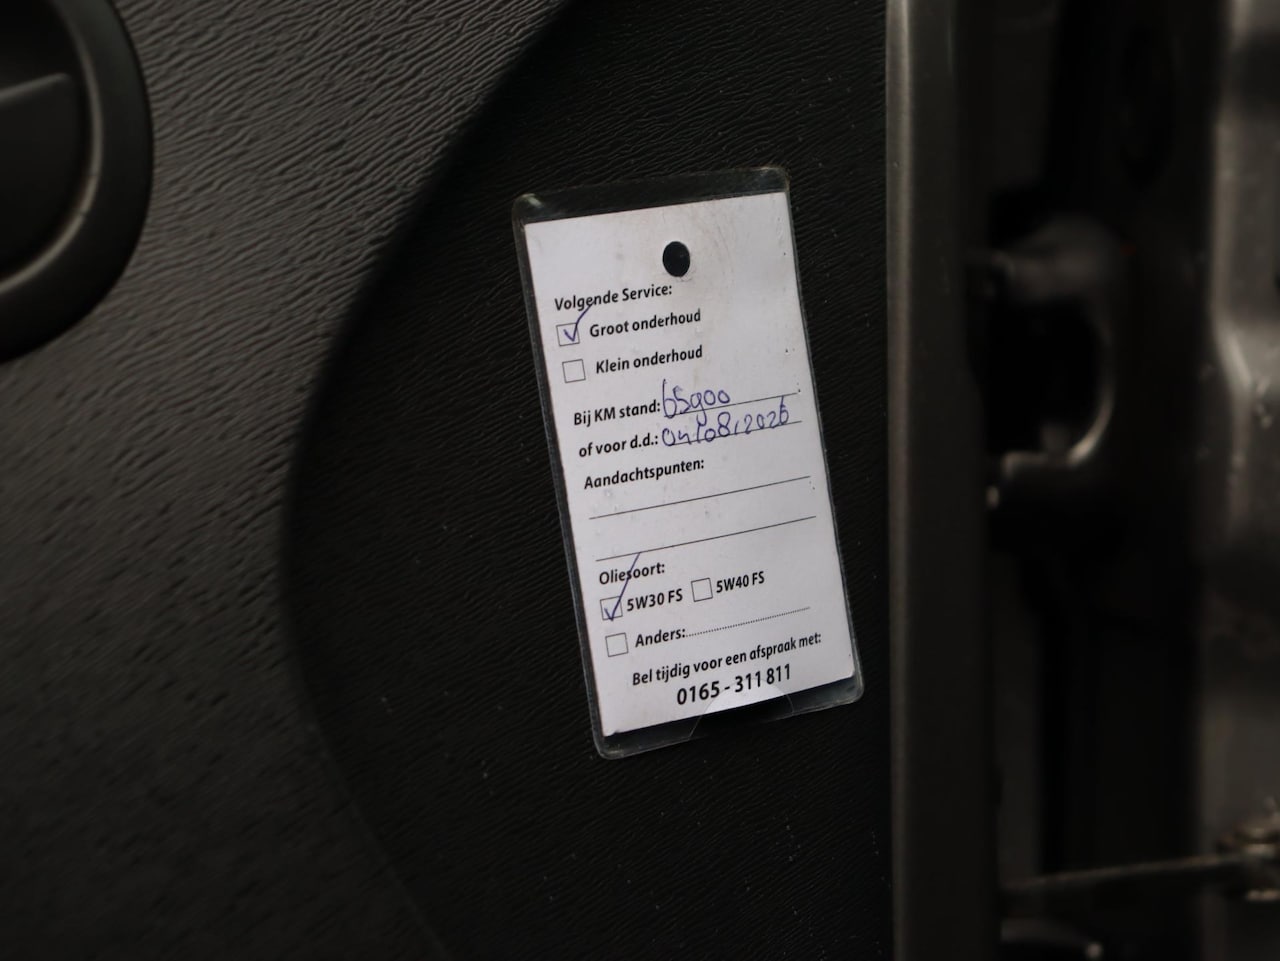 Volgende Service:
Groot onderhoud
Klein onderhoud
Bij KM stand: 65900
of voor d.d.: 04/08/2026
Aandachtspunten:
Oliesoort:
5W30 FS 5W40 FS
Anders:
Bel tijdig voor een afspraak met:
0165 - 311 811